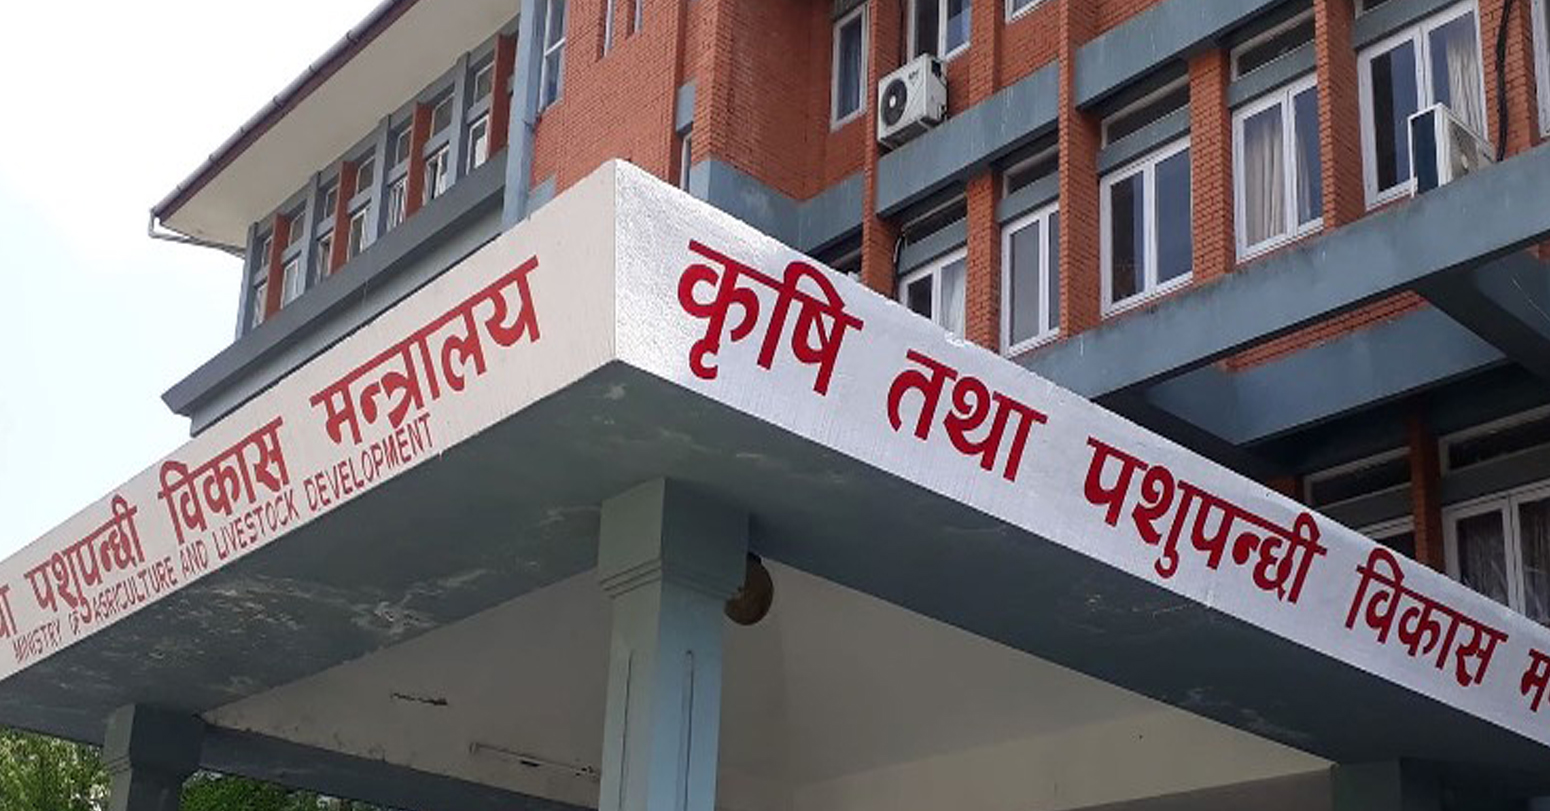 पशुपन्छी विकास मन्त्रालय
MINISTRY OF AGRICULTURE AND LIVESTOCK DEVELOPMENT
कृषि तथा पशुपन्छी विकास